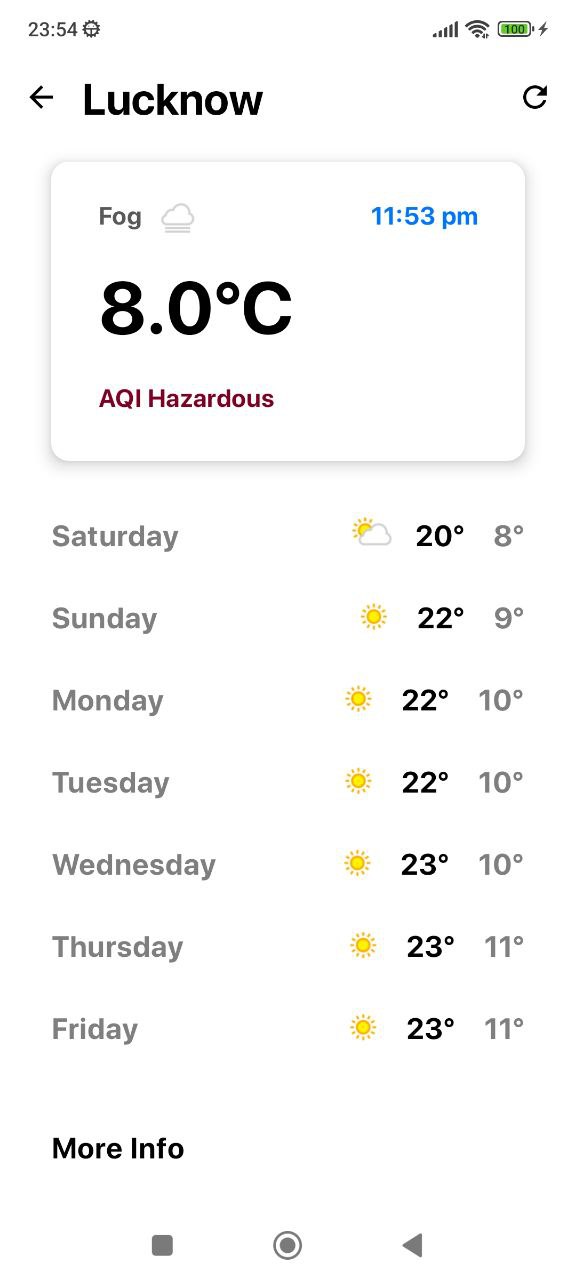 23:54 100
Lucknow
Fog 11:53 pm
8.0°C
AQI Hazardous
Saturday 20° 8°
Sunday 22° 9°
Monday 22° 10°
Tuesday 22° 10°
Wednesday 23° 10°
Thursday 23° 11°
Friday 23° 11°
More Info